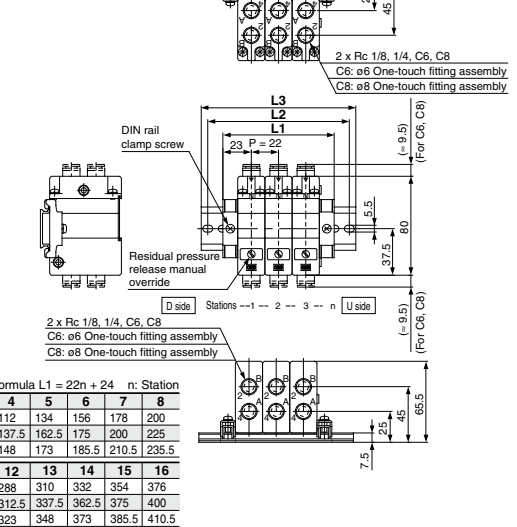 45
2 x Rc 1/8, 1/4, C6, C8
C6: ø6 One-touch fitting assembly
C8: ø8 One-touch fitting assembly
L3
L2
L1
DIN rail
clamp screw
23 P = 22
(≈ 9.5)
(For C6, C8)
5.5
80
37.5
Residual pressure
release manual
override
D side Stations --1 -- 2 -- 3 -- n U side
(≈ 9.5)
(For C6, C8)
2 x Rc 1/8, 1/4, C6, C8
C6: ø6 One-touch fitting assembly
C8: ø8 One-touch fitting assembly
B B B
2 2
A A A
4 4
25
45
65.5
7.5
ormula L1 = 22n + 24 n: Station
4 5 6 7 8
112 134 156 178 200
137.5 162.5 175 200 225
148 173 185.5 210.5 235.5
12 13 14 15 16
288 310 332 354 376
312.5 337.5 362.5 375 400
323 348 373 385.5 410.5